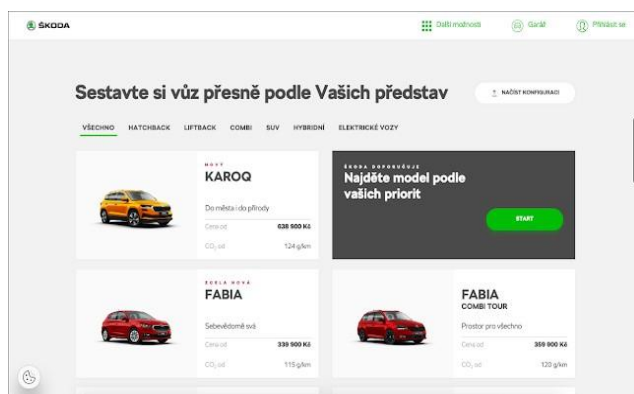 ŠKODA
Další možnosti
Garáž
Přihlásit se
Sestavte si vůz přesně podle Vašich představ
NAČÍST KONFIGURACI
VŠECHNO HATCHBACK LIFTBACK COMBI SUV HYBRIDNÍ ELEKTRICKÉ VOZY
NOVÝ
KAROQ
Do města i do přírody
Cena od 638 900 Kč
CO₂ od 124 g/km
ŠKODA DOPORUČUJE
Najděte model podle
vašich priorit
START
ZCELA NOVÁ
FABIA
Sebevědomě svá
Cena od 339 900 Kč
CO₂ od 115 g/km
FABIA
COMBI TOUR
Prostor pro všechno
Cena od 359 900 Kč
CO₂ od 120 g/km